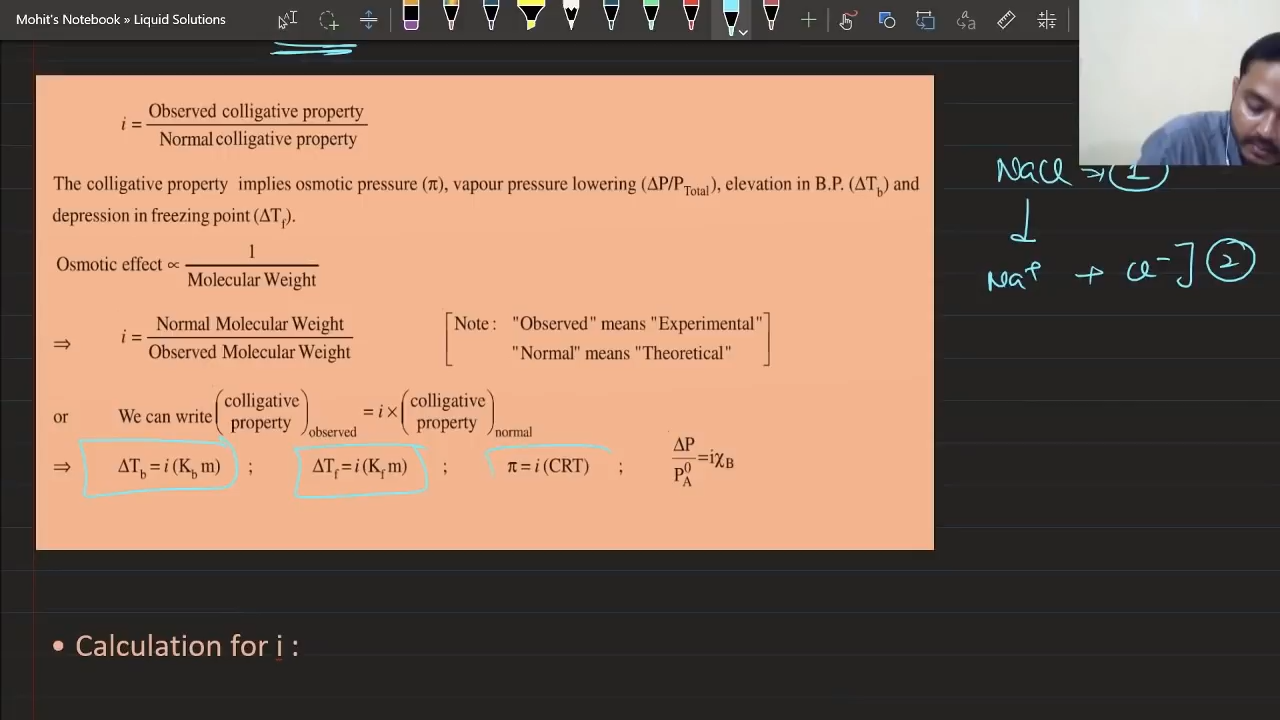 Mohit's Notebook » Liquid Solutions
i = Observed colligative property / Normal colligative property
The colligative property implies osmotic pressure (π), vapour pressure lowering (ΔP/P_Total), elevation in B.P. (ΔT_b) and
depression in freezing point (ΔT_f).
Osmotic effect ∝ 1 / Molecular Weight
⇒ i = Normal Molecular Weight / Observed Molecular Weight
[Note : "Observed" means "Experimental"
"Normal" means "Theoretical"]
or We can write (colligative property)_observed = i × (colligative property)_normal
⇒ ΔT_b = i (K_b m) ; ΔT_f = i (K_f m) ; π = i (CRT) ; ΔP/P_A^0 = iχ_B
NaCl → 1
↓
Na⁺ + Cl⁻ ] 2
• Calculation for i :